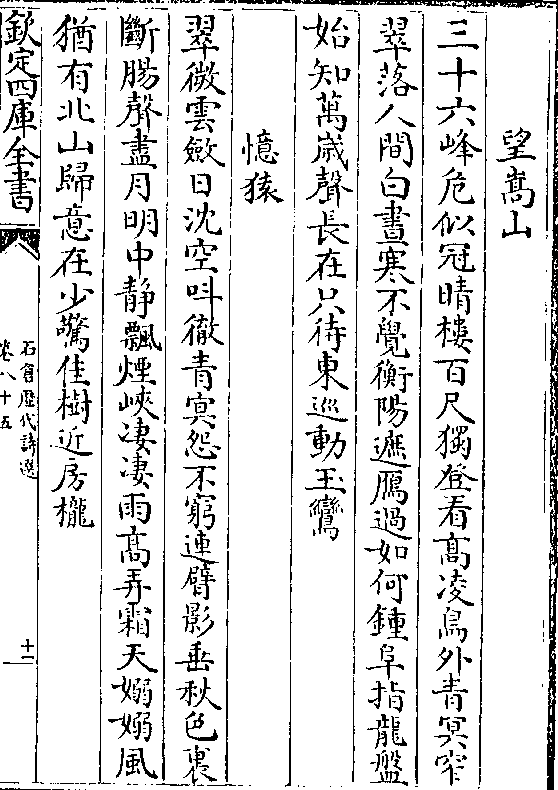 望嵩山
三十六峰危似冠晴樓百尺獨登看高凌鳥外青冥窄
翠落人間白晝寒不覺衡陽遮鴈過如何鍾阜指龍盤
始知萬歲聲長在只待東巡動玉鸞
憶猿
翠微雲斂日沈空叫徹青冥怨不窮連臂影垂秋色裏
斷腸聲盡月明中静飄煙峽凄凄雨高弄霜天嫋嫋風
猶有北山歸意在少驚佳樹近房櫳
欽定四庫全書
石倉歷代詩選
卷八十五
十一